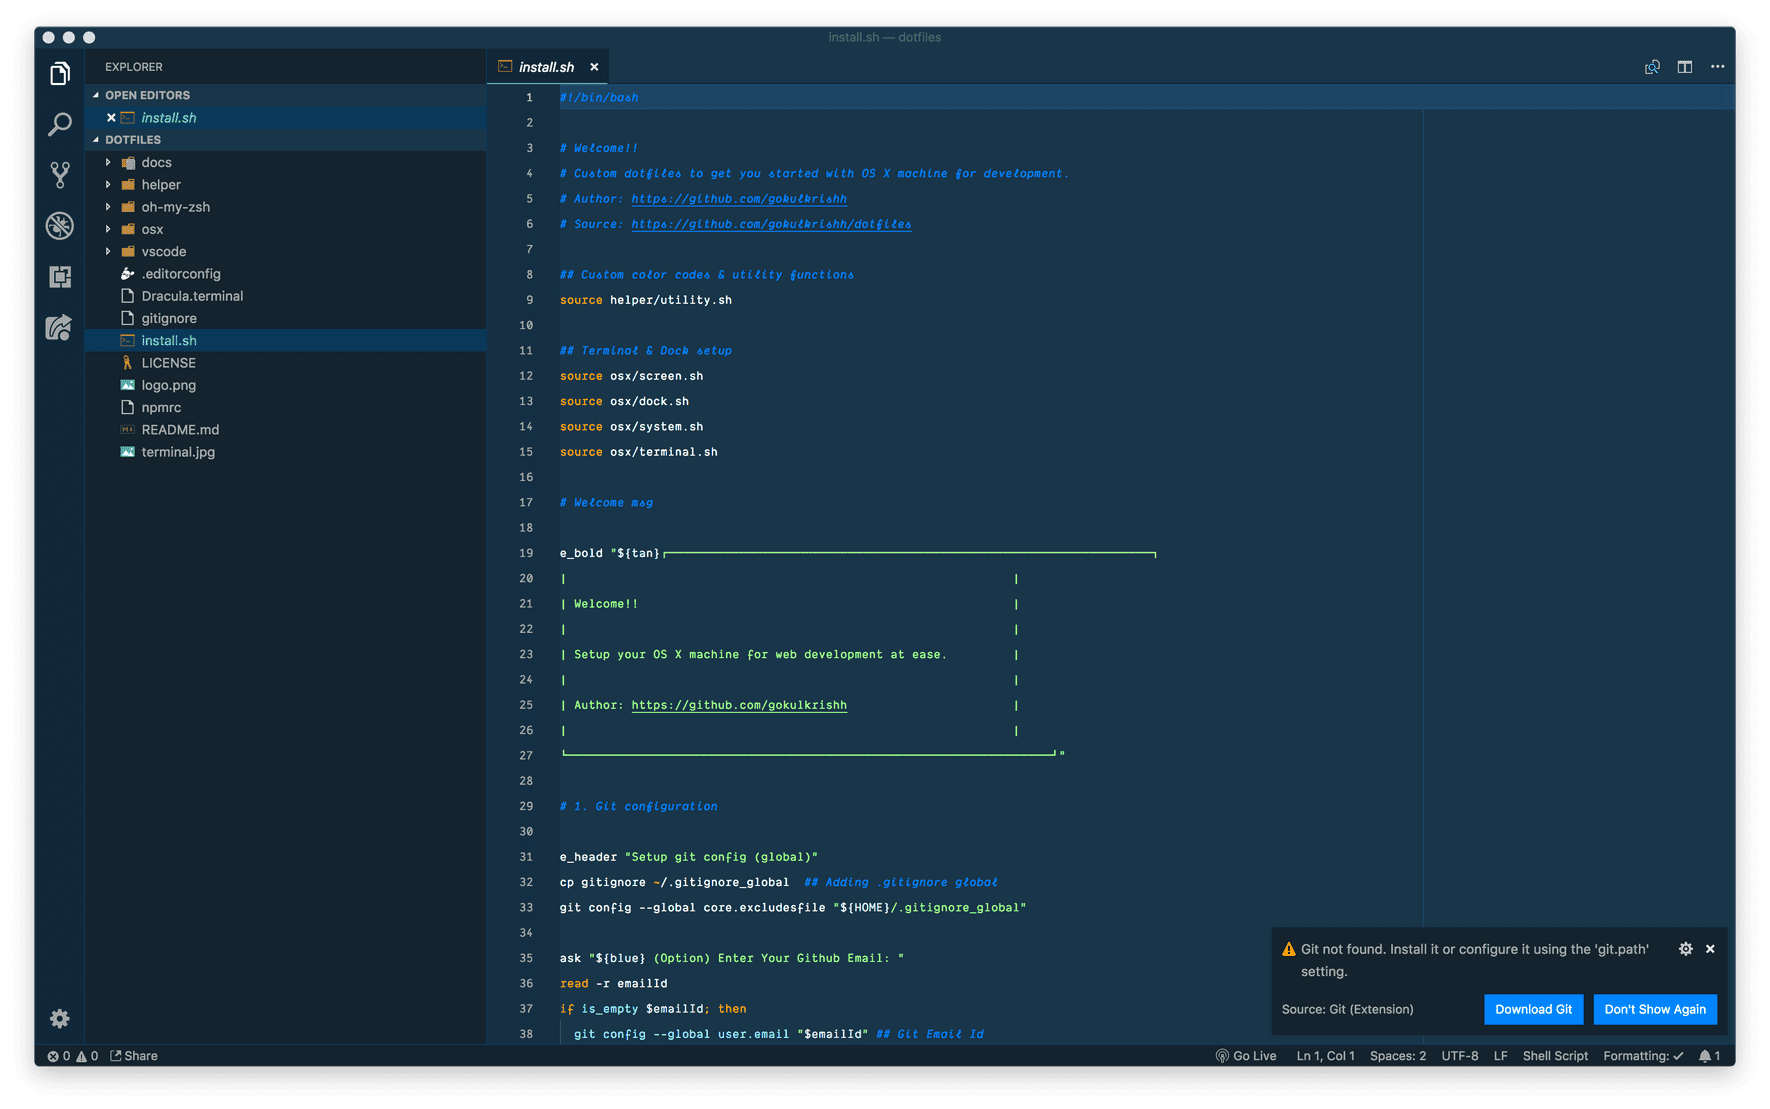 install.sh — dotfiles
EXPLORER
OPEN EDITORS
install.sh
DOTFILES
docs
helper
oh-my-zsh
osx
vscode
.editorconfig
Dracula.terminal
gitignore
install.sh
LICENSE
logo.png
npmrc
README.md
terminal.jpg
install.sh
1 #!/bin/bash
2
3 # Welcome!!
4 # Custom dotfiles to get you started with OS X machine for development.
5 # Author: https://github.com/gokulkrishh
6 # Source: https://github.com/gokulkrishh/dotfiles
7
8 ## Custom color codes & utility functions
9 source helper/utility.sh
10
11 ## Terminal & Dock setup
12 source osx/screen.sh
13 source osx/dock.sh
14 source osx/system.sh
15 source osx/terminal.sh
16
17 # Welcome msg
18
19 e_bold "${tan}
20 | |
21 | Welcome!! |
22 | |
23 | Setup your OS X machine for web development at ease. |
24 | |
25 | Author: https://github.com/gokulkrishh |
26 | |
27 "
28
29 # 1. Git configuration
30
31 e_header "Setup git config (global)"
32 cp gitignore ~/.gitignore_global ## Adding .gitignore global
33 git config --global core.excludesfile "${HOME}/.gitignore_global"
34
35 ask "${blue} (Option) Enter Your Github Email: "
36 read -r emailId
37 if is_empty $emailId; then
38 git config --global user.email "$emailId" ## Git Email Id
Git not found. Install it or configure it using the 'git.path'
setting.
Source: Git (Extension) Download Git Don't Show Again
0 0 Share Go Live Ln 1, Col 1 Spaces: 2 UTF-8 LF Shell Script Formatting: ✓ 1